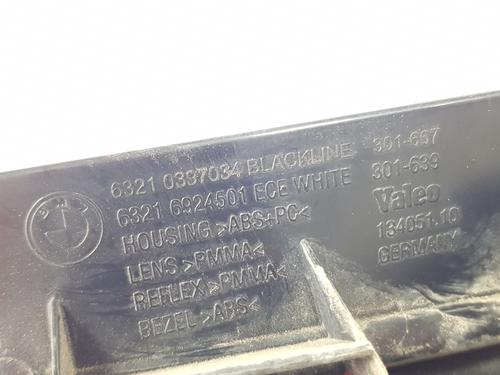 BMW
6321 0397034 BLACKLINE 301-667
6321 6924501 ECE WHITE 301-639
HOUSING >ABS+PC< Valeo
LENS >PMMA< 134051.10
REFLEX >PMMA< GERMANY
BEZEL >ABS<